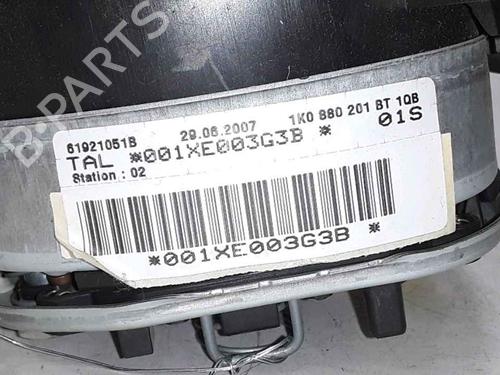 B-PARTS
61921051B 29.06.2007 1K0 880 201 BT 1QB
TAL *001XE003G3B * 01S
Station : 02
*001XE003G3B *